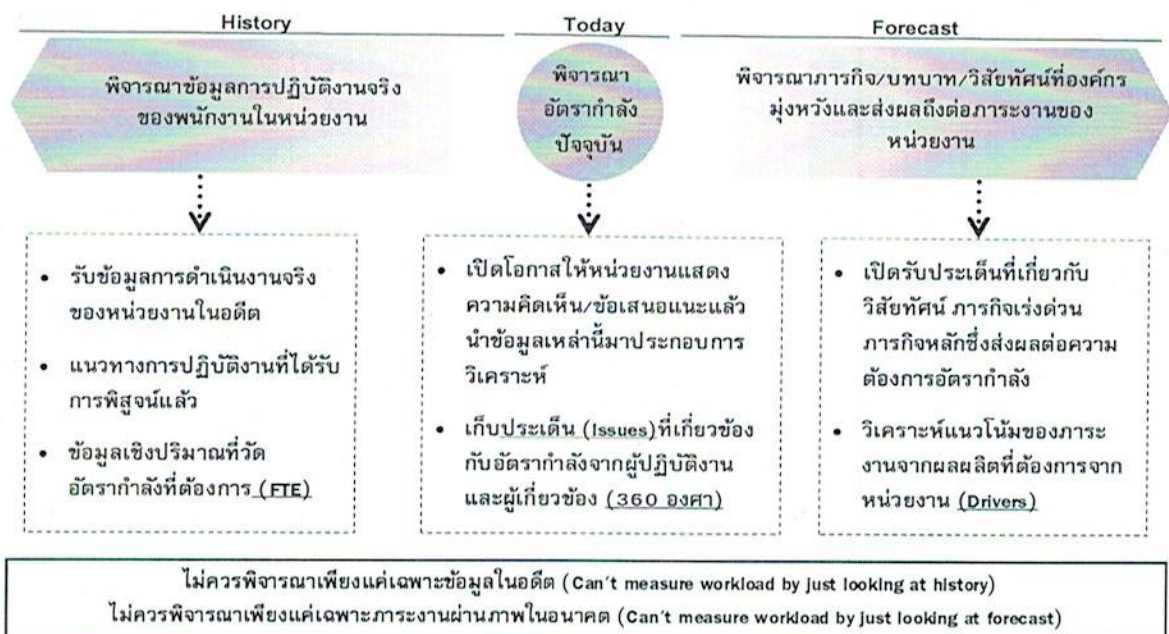 History
Today
Forecast
พิจารณาข้อมูลการปฏิบัติงานจริง
ของพนักงานในหน่วยงาน
พิจารณา
อัตรากำลัง
ปัจจุบัน
พิจารณาภารกิจ/บทบาท/วิสัยทัศน์ที่องค์กร
มุ่งหวังและส่งผลถึงต่อภาระงานของ
หน่วยงาน
• รับข้อมูลการดำเนินงานจริง
ของหน่วยงานในอดีต
• แนวทางการปฏิบัติงานที่ได้รับ
การพิสูจน์แล้ว
• ข้อมูลเชิงปริมาณที่วัด
อัตรากำลังที่ต้องการ (FTE)
• เปิดโอกาสให้หน่วยงานแสดง
ความคิดเห็น/ข้อเสนอแนะแล้ว
นำข้อมูลเหล่านี้มาประกอบการ
วิเคราะห์
• เก็บประเด็น (Issues)ที่เกี่ยวข้อง
กับอัตรากำลังจากผู้ปฏิบัติงาน
และผู้เกี่ยวข้อง (360 องศา)
• เปิดรับประเด็นที่เกี่ยวกับ
วิสัยทัศน์ ภารกิจเร่งด่วน
ภารกิจหลักซึ่งส่งผลต่อความ
ต้องการอัตรากำลัง
• วิเคราะห์แนวโน้มของภาระ
งานจากผลผลิตที่ต้องการจาก
หน่วยงาน (Drivers)
ไม่ควรพิจารณาเพียงแค่เฉพาะข้อมูลในอดีต (Can't measure workload by just looking at history)
ไม่ควรพิจารณาเพียงแค่เฉพาะภาระงานผ่านภาพในอนาคต (Can't measure workload by just looking at forecast)